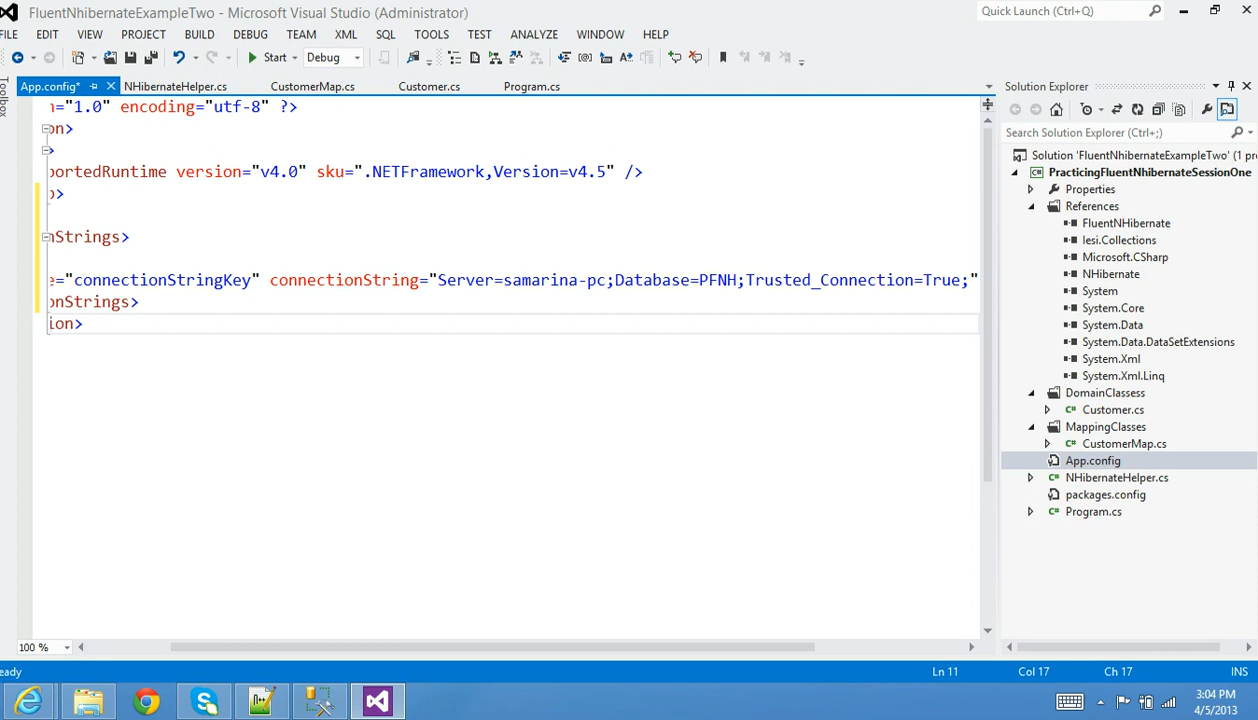 FluentNhibernateExampleTwo - Microsoft Visual Studio (Administrator)
Quick Launch (Ctrl+Q)
FILE EDIT VIEW PROJECT BUILD DEBUG TEAM XML SQL TOOLS TEST ANALYZE WINDOW HELP
Start Debug
Toolbox
App.config* NHibernateHelper.cs CustomerMap.cs Customer.cs Program.cs
n="1.0" encoding="utf-8" ?>
on>
>
portedRuntime version="v4.0" sku=".NETFramework,Version=v4.5" />
p>
nStrings>
e="connectionStringKey" connectionString="Server=samarina-pc;Database=PFNH;Trusted_Connection=True;"
onStrings>
ion>
100 %
Solution Explorer
Search Solution Explorer (Ctrl+;)
Solution 'FluentNhibernateExampleTwo' (1 pr
PracticingFluentNhibernateSessionOne
Properties
References
FluentNHibernate
Iesi.Collections
Microsoft.CSharp
NHibernate
System
System.Core
System.Data
System.Data.DataSetExtensions
System.Xml
System.Xml.Linq
DomainClassess
C# Customer.cs
MappingClasses
C# CustomerMap.cs
App.config
C# NHibernateHelper.cs
packages.config
C# Program.cs
eady Ln 11 Col 17 Ch 17 INS
3:04 PM
4/5/2013